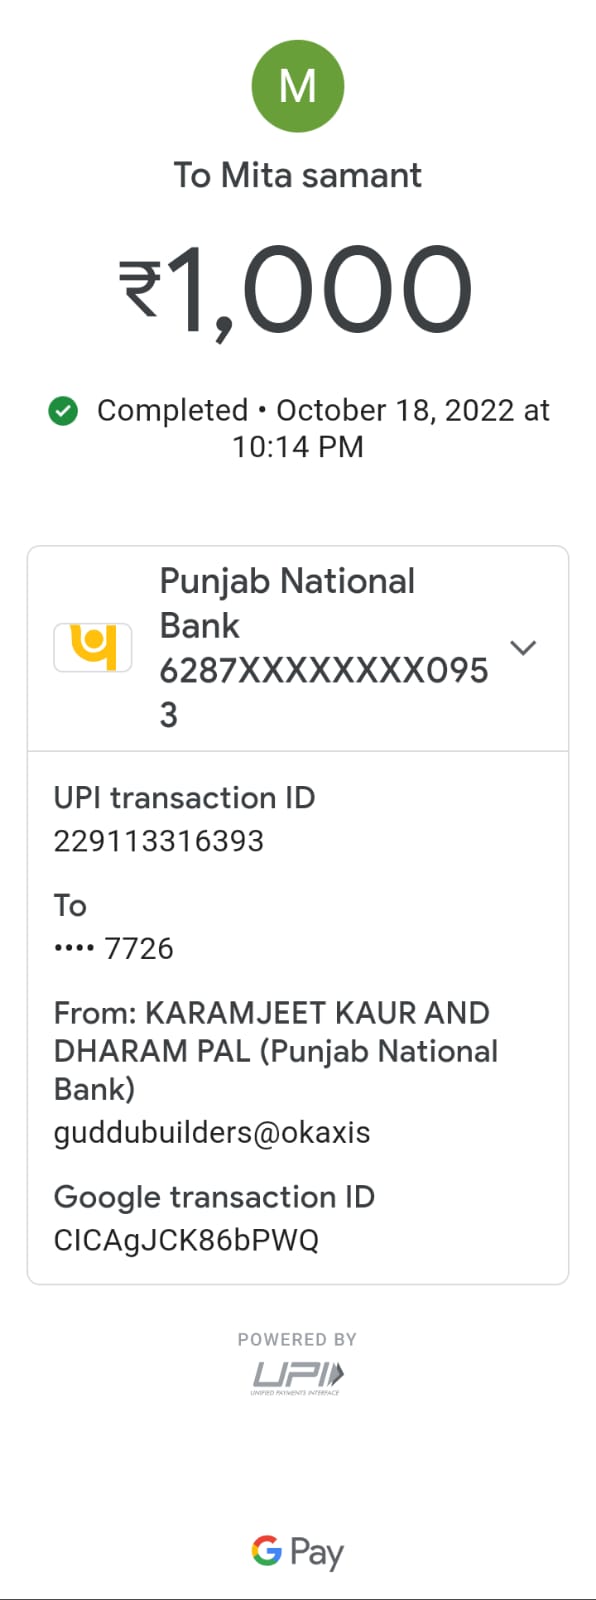 M
To Mita samant
₹1,000
Completed • October 18, 2022 at
10:14 PM
Punjab National
Bank
6287XXXXXXXX095
3
UPI transaction ID
229113316393
To
•••• 7726
From: KARAMJEET KAUR AND
DHARAM PAL (Punjab National
Bank)
guddubuilders@okaxis
Google transaction ID
CICAgJCK86bPWQ
POWERED BY
UPI
UNIFIED PAYMENTS INTERFACE
G Pay